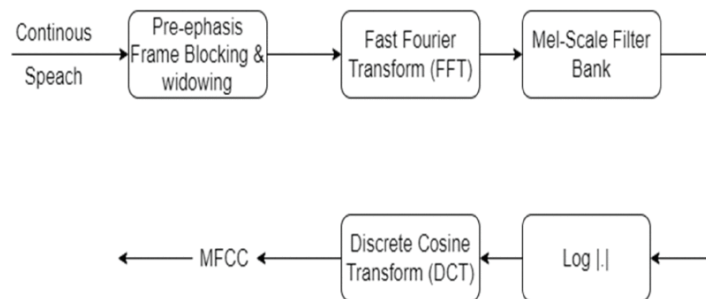 Continous
Speach
Pre-ephasis
Frame Blocking &
widowing
Fast Fourier
Transform (FFT)
Mel-Scale Filter
Bank
Log |.|
Discrete Cosine
Transform (DCT)
MFCC